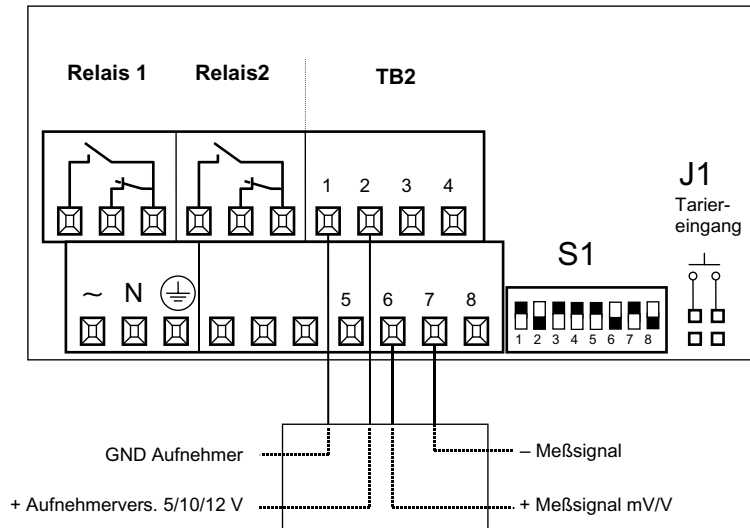 Relais 1 Relais2 TB2
1 2 3 4
J1
Tarier-
eingang
S1
~ N
5 6 7 8
1 2 3 4 5 6 7 8
GND Aufnehmer
– Meßsignal
+ Aufnehmervers. 5/10/12 V
+ Meßsignal mV/V